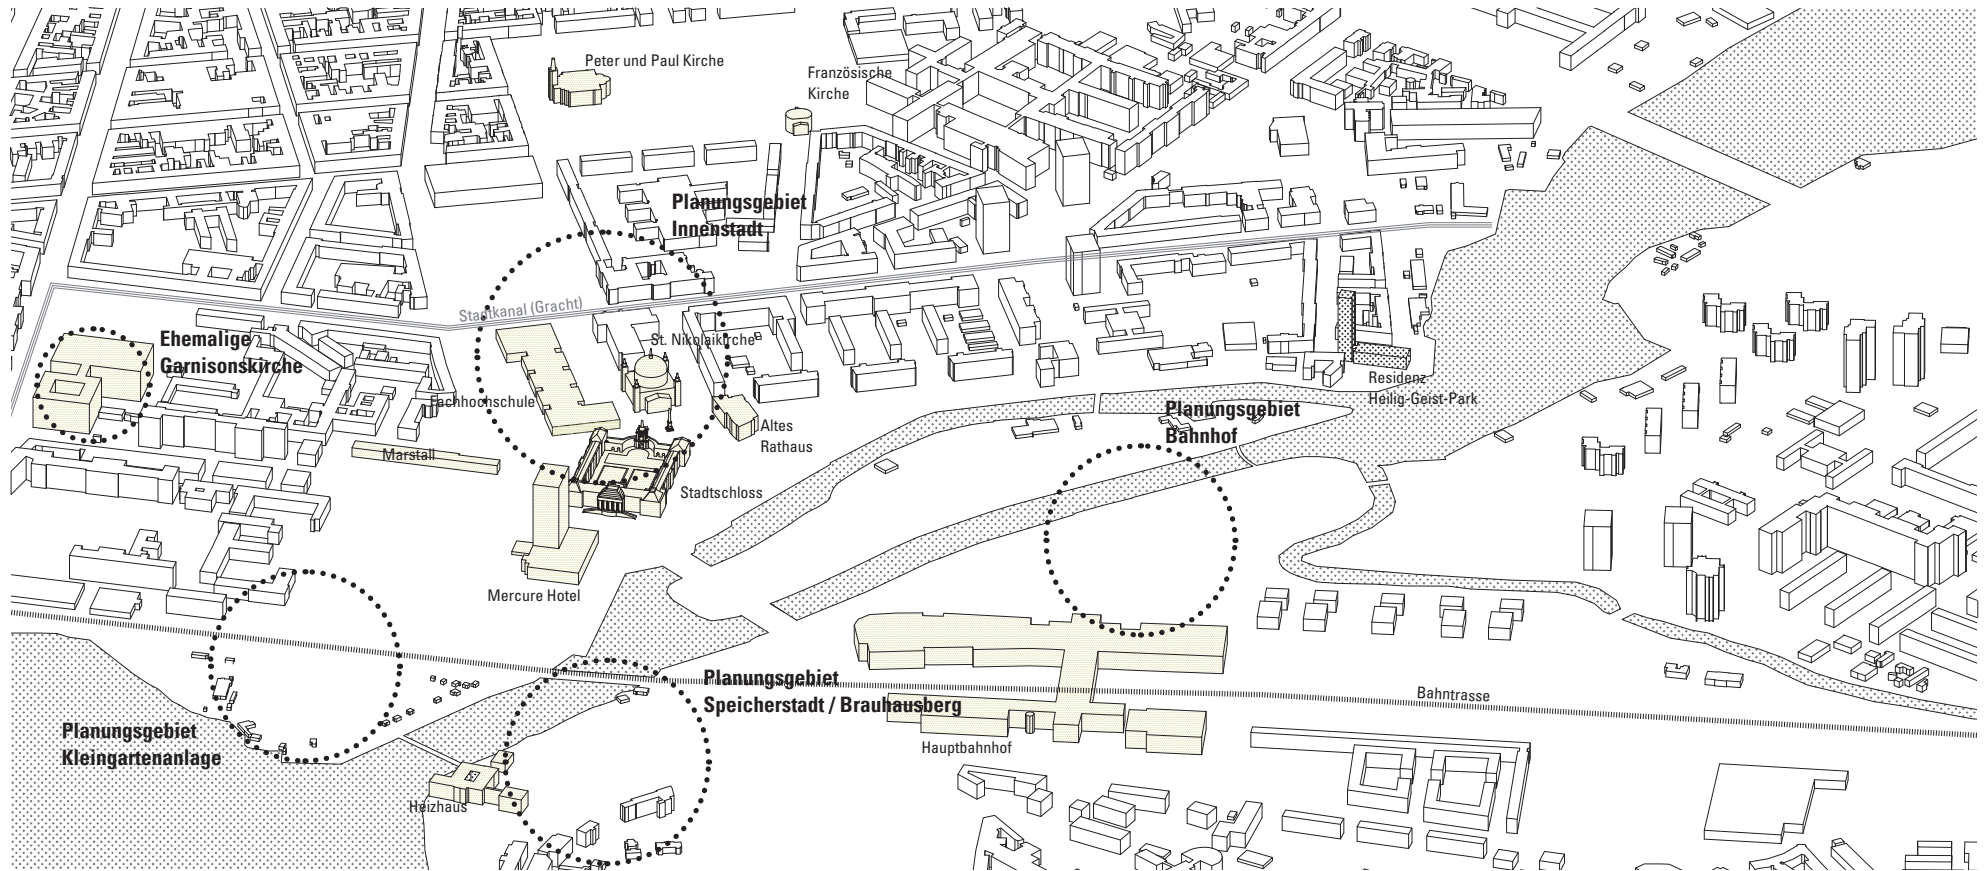 Peter und Paul Kirche
Französische
Kirche
Planungsgebiet
Innenstadt
Stadtkanal (Gracht)
Ehemalige
Garnisonskirche
St. Nikolaikirche
Fachhochschule
Altes
Rathaus
Marstall
Stadtschloss
Residenz
Heilig-Geist-Park
Planungsgebiet
Bahnhof
Mercure Hotel
Planungsgebiet
Speicherstadt / Brauhausberg
Bahntrasse
Planungsgebiet
Kleingartenanlage
Hauptbahnhof
Heizhaus